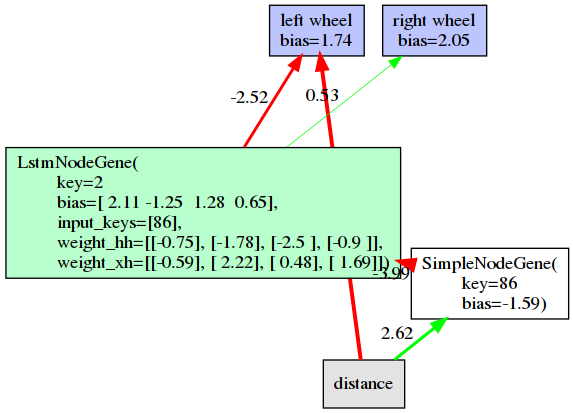 left wheel
bias=1.74
right wheel
bias=2.05
-2.52
0.53
LstmNodeGene(
key=2
bias=[ 2.11 -1.25  1.28  0.65],
input_keys=[86],
weight_hh=[[-0.75], [-1.78], [-2.5 ], [-0.9 ]],
weight_xh=[[-0.59], [ 2.22], [ 0.48], [ 1.69]])
-3.99
SimpleNodeGene(
key=86
bias=-1.59)
2.62
distance